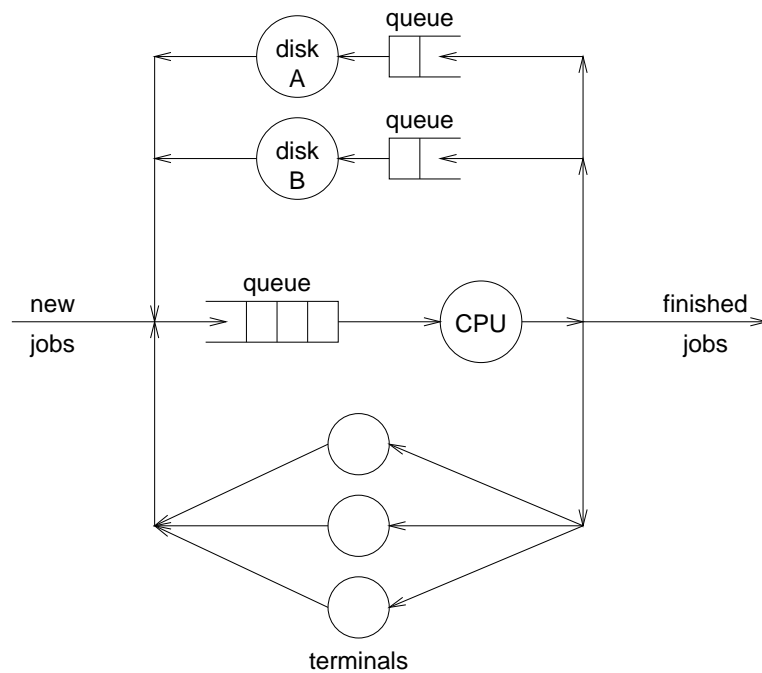 queue
disk
A
queue
disk
B
queue
new
jobs
CPU
finished
jobs
terminals